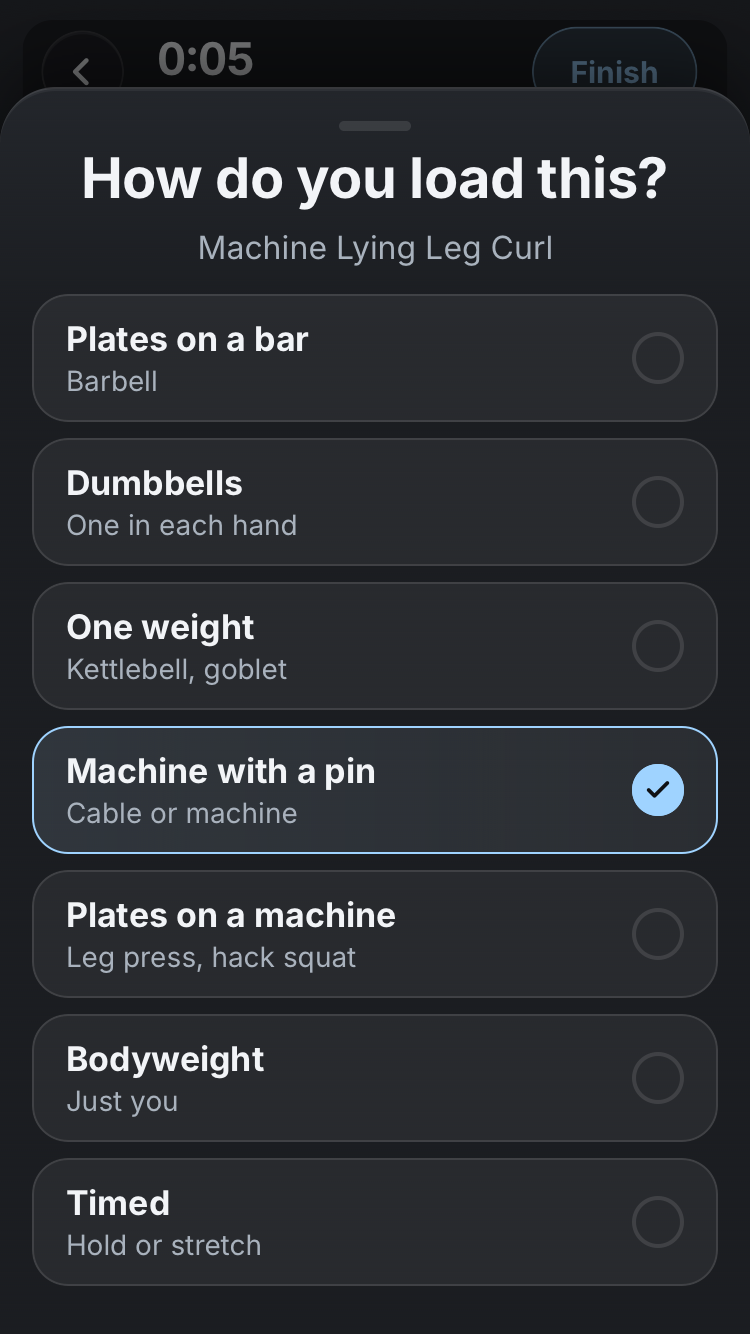 0:05
Finish
How do you load this?
Machine Lying Leg Curl
Plates on a bar
Barbell
Dumbbells
One in each hand
One weight
Kettlebell, goblet
Machine with a pin
Cable or machine
Plates on a machine
Leg press, hack squat
Bodyweight
Just you
Timed
Hold or stretch